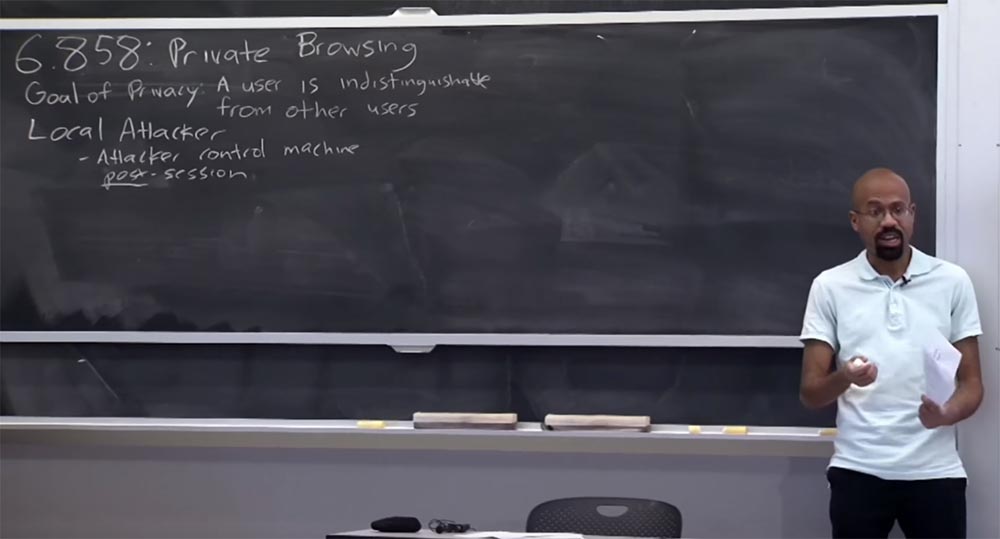 6.858: Private Browsing
Goal of Privacy: A user is indistinguishable
from other users
Local Attacker
- Attacker control machine
post-session